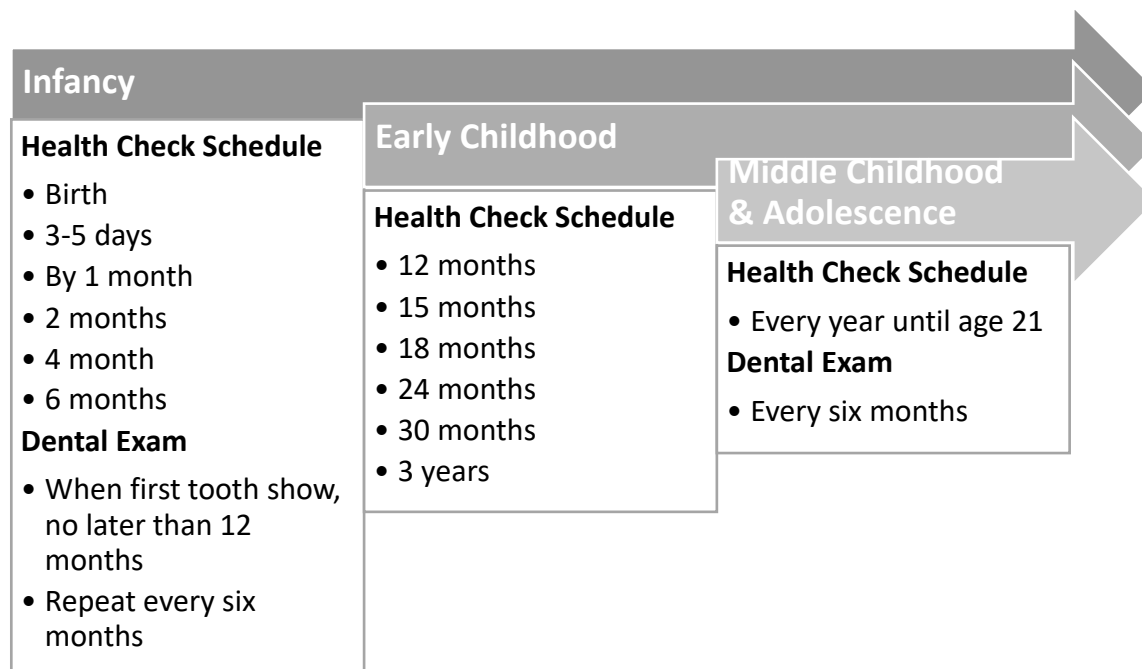 Infancy
Health Check Schedule
• Birth
• 3-5 days
• By 1 month
• 2 months
• 4 month
• 6 months
Dental Exam
• When first tooth show,
no later than 12
months
• Repeat every six
months
Early Childhood
Health Check Schedule
• 12 months
• 15 months
• 18 months
• 24 months
• 30 months
• 3 years
Middle Childhood
& Adolescence
Health Check Schedule
• Every year until age 21
Dental Exam
• Every six months